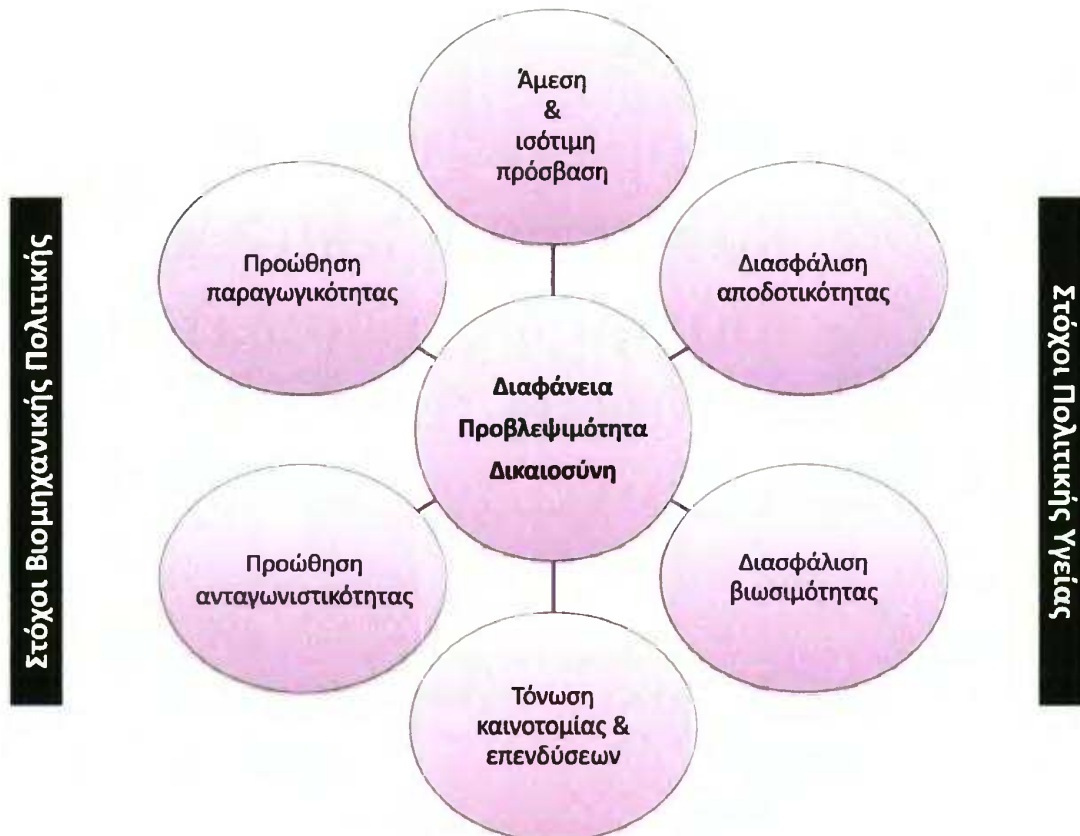 Άμεση
&
ισότιμη
πρόσβαση
Προώθηση
παραγωγικότητας
Διασφάλιση
αποδοτικότητας
Διαφάνεια
Προβλεψιμότητα
Δικαιοσύνη
Προώθηση
ανταγωνιστικότητας
Διασφάλιση
βιωσιμότητας
Τόνωση
καινοτομίας &
επενδύσεων
Στόχοι Βιομηχανικής Πολιτικής
Στόχοι Πολιτικής Υγείας